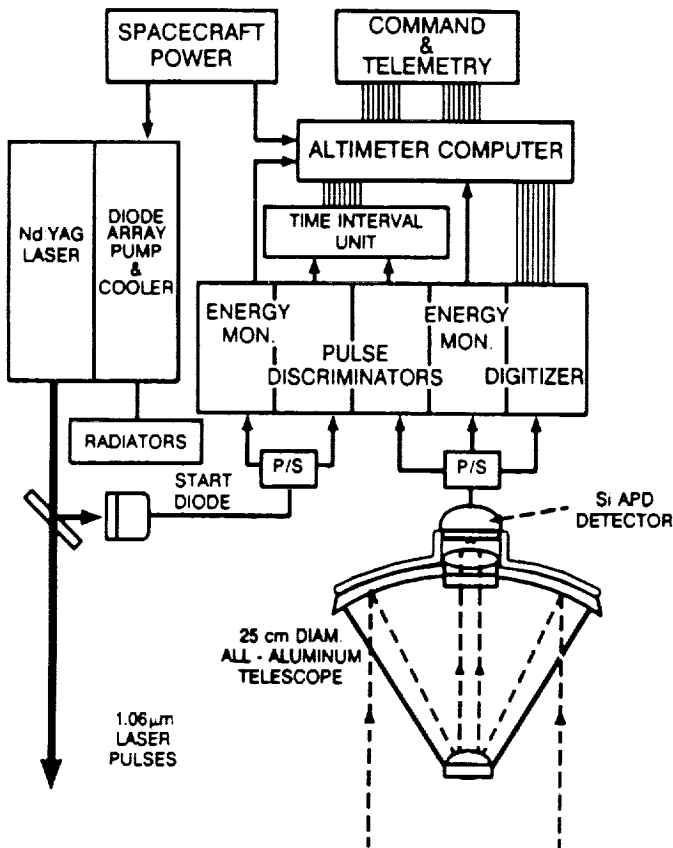 SPACECRAFT
POWER
COMMAND
&
TELEMETRY
ALTIMETER COMPUTER
Nd YAG
LASER
DIODE
ARRAY
PUMP
&
COOLER
TIME INTERVAL
UNIT
ENERGY
MON.
PULSE
DISCRIMINATORS
ENERGY
MON.
DIGITIZER
RADIATORS
P/S
P/S
START
DIODE
Si APD
DETECTOR
25 cm DIAM.
ALL - ALUMINUM
TELESCOPE
1.06 μm
LASER
PULSES